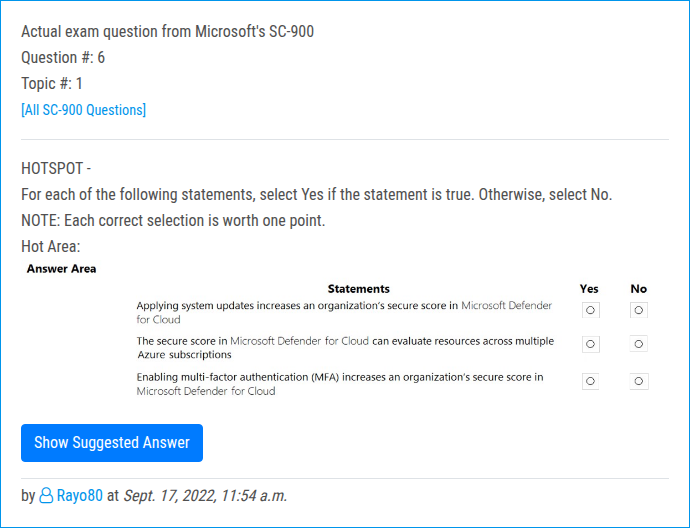 Actual exam question from Microsoft's SC-900
Question #: 6
Topic #: 1
[All SC-900 Questions]
HOTSPOT -
For each of the following statements, select Yes if the statement is true. Otherwise, select No.
NOTE: Each correct selection is worth one point.
Hot Area:
Answer Area
Statements Yes No
Applying system updates increases an organization's secure score in Microsoft Defender
for Cloud
The secure score in Microsoft Defender for Cloud can evaluate resources across multiple
Azure subscriptions
Enabling multi-factor authentication (MFA) increases an organization's secure score in
Microsoft Defender for Cloud
Show Suggested Answer
by Rayo80 at Sept. 17, 2022, 11:54 a.m.